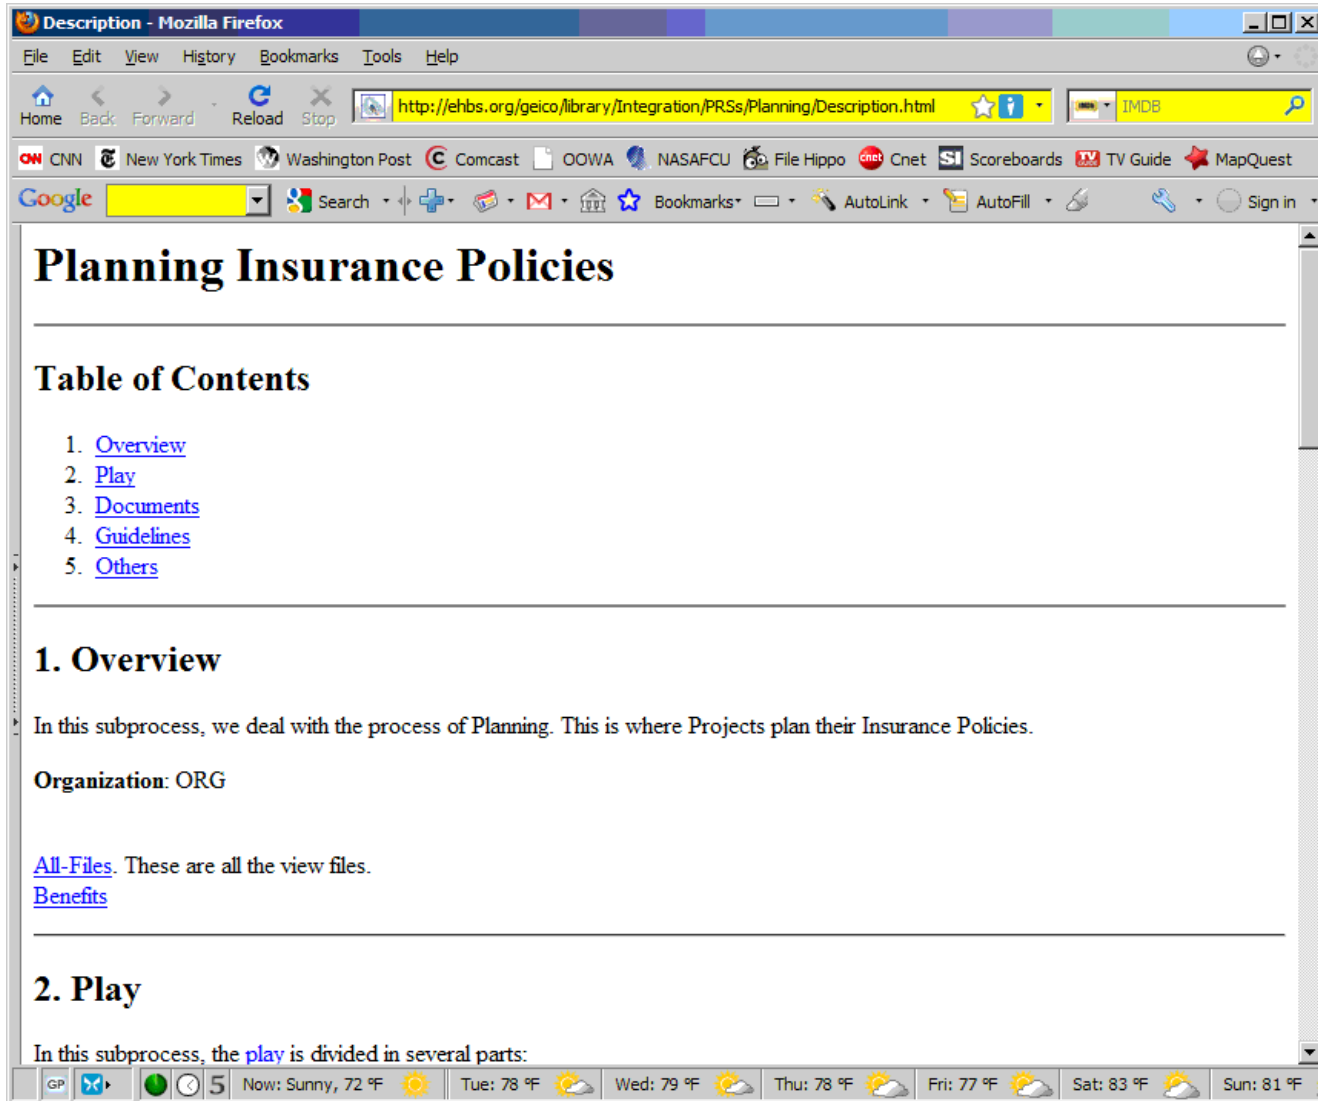 Description - Mozilla Firefox
File Edit View History Bookmarks Tools Help
Home Back Forward Reload Stop http://ehbs.org/geico/library/Integration/PRSs/Planning/Description.html IMDB
CNN New York Times Washington Post Comcast OOWA NASAFCU File Hippo cnet Cnet SI Scoreboards TV Guide MapQuest
Google Search Bookmarks AutoLink AutoFill Sign in
Planning Insurance Policies
Table of Contents
1. Overview
2. Play
3. Documents
4. Guidelines
5. Others
1. Overview
In this subprocess, we deal with the process of Planning. This is where Projects plan their Insurance Policies.
Organization: ORG
All-Files. These are all the view files.
Benefits
2. Play
In this subprocess, the play is divided in several parts:
GP 5 Now: Sunny, 72 °F Tue: 78 °F Wed: 79 °F Thu: 78 °F Fri: 77 °F Sat: 83 °F Sun: 81 °F